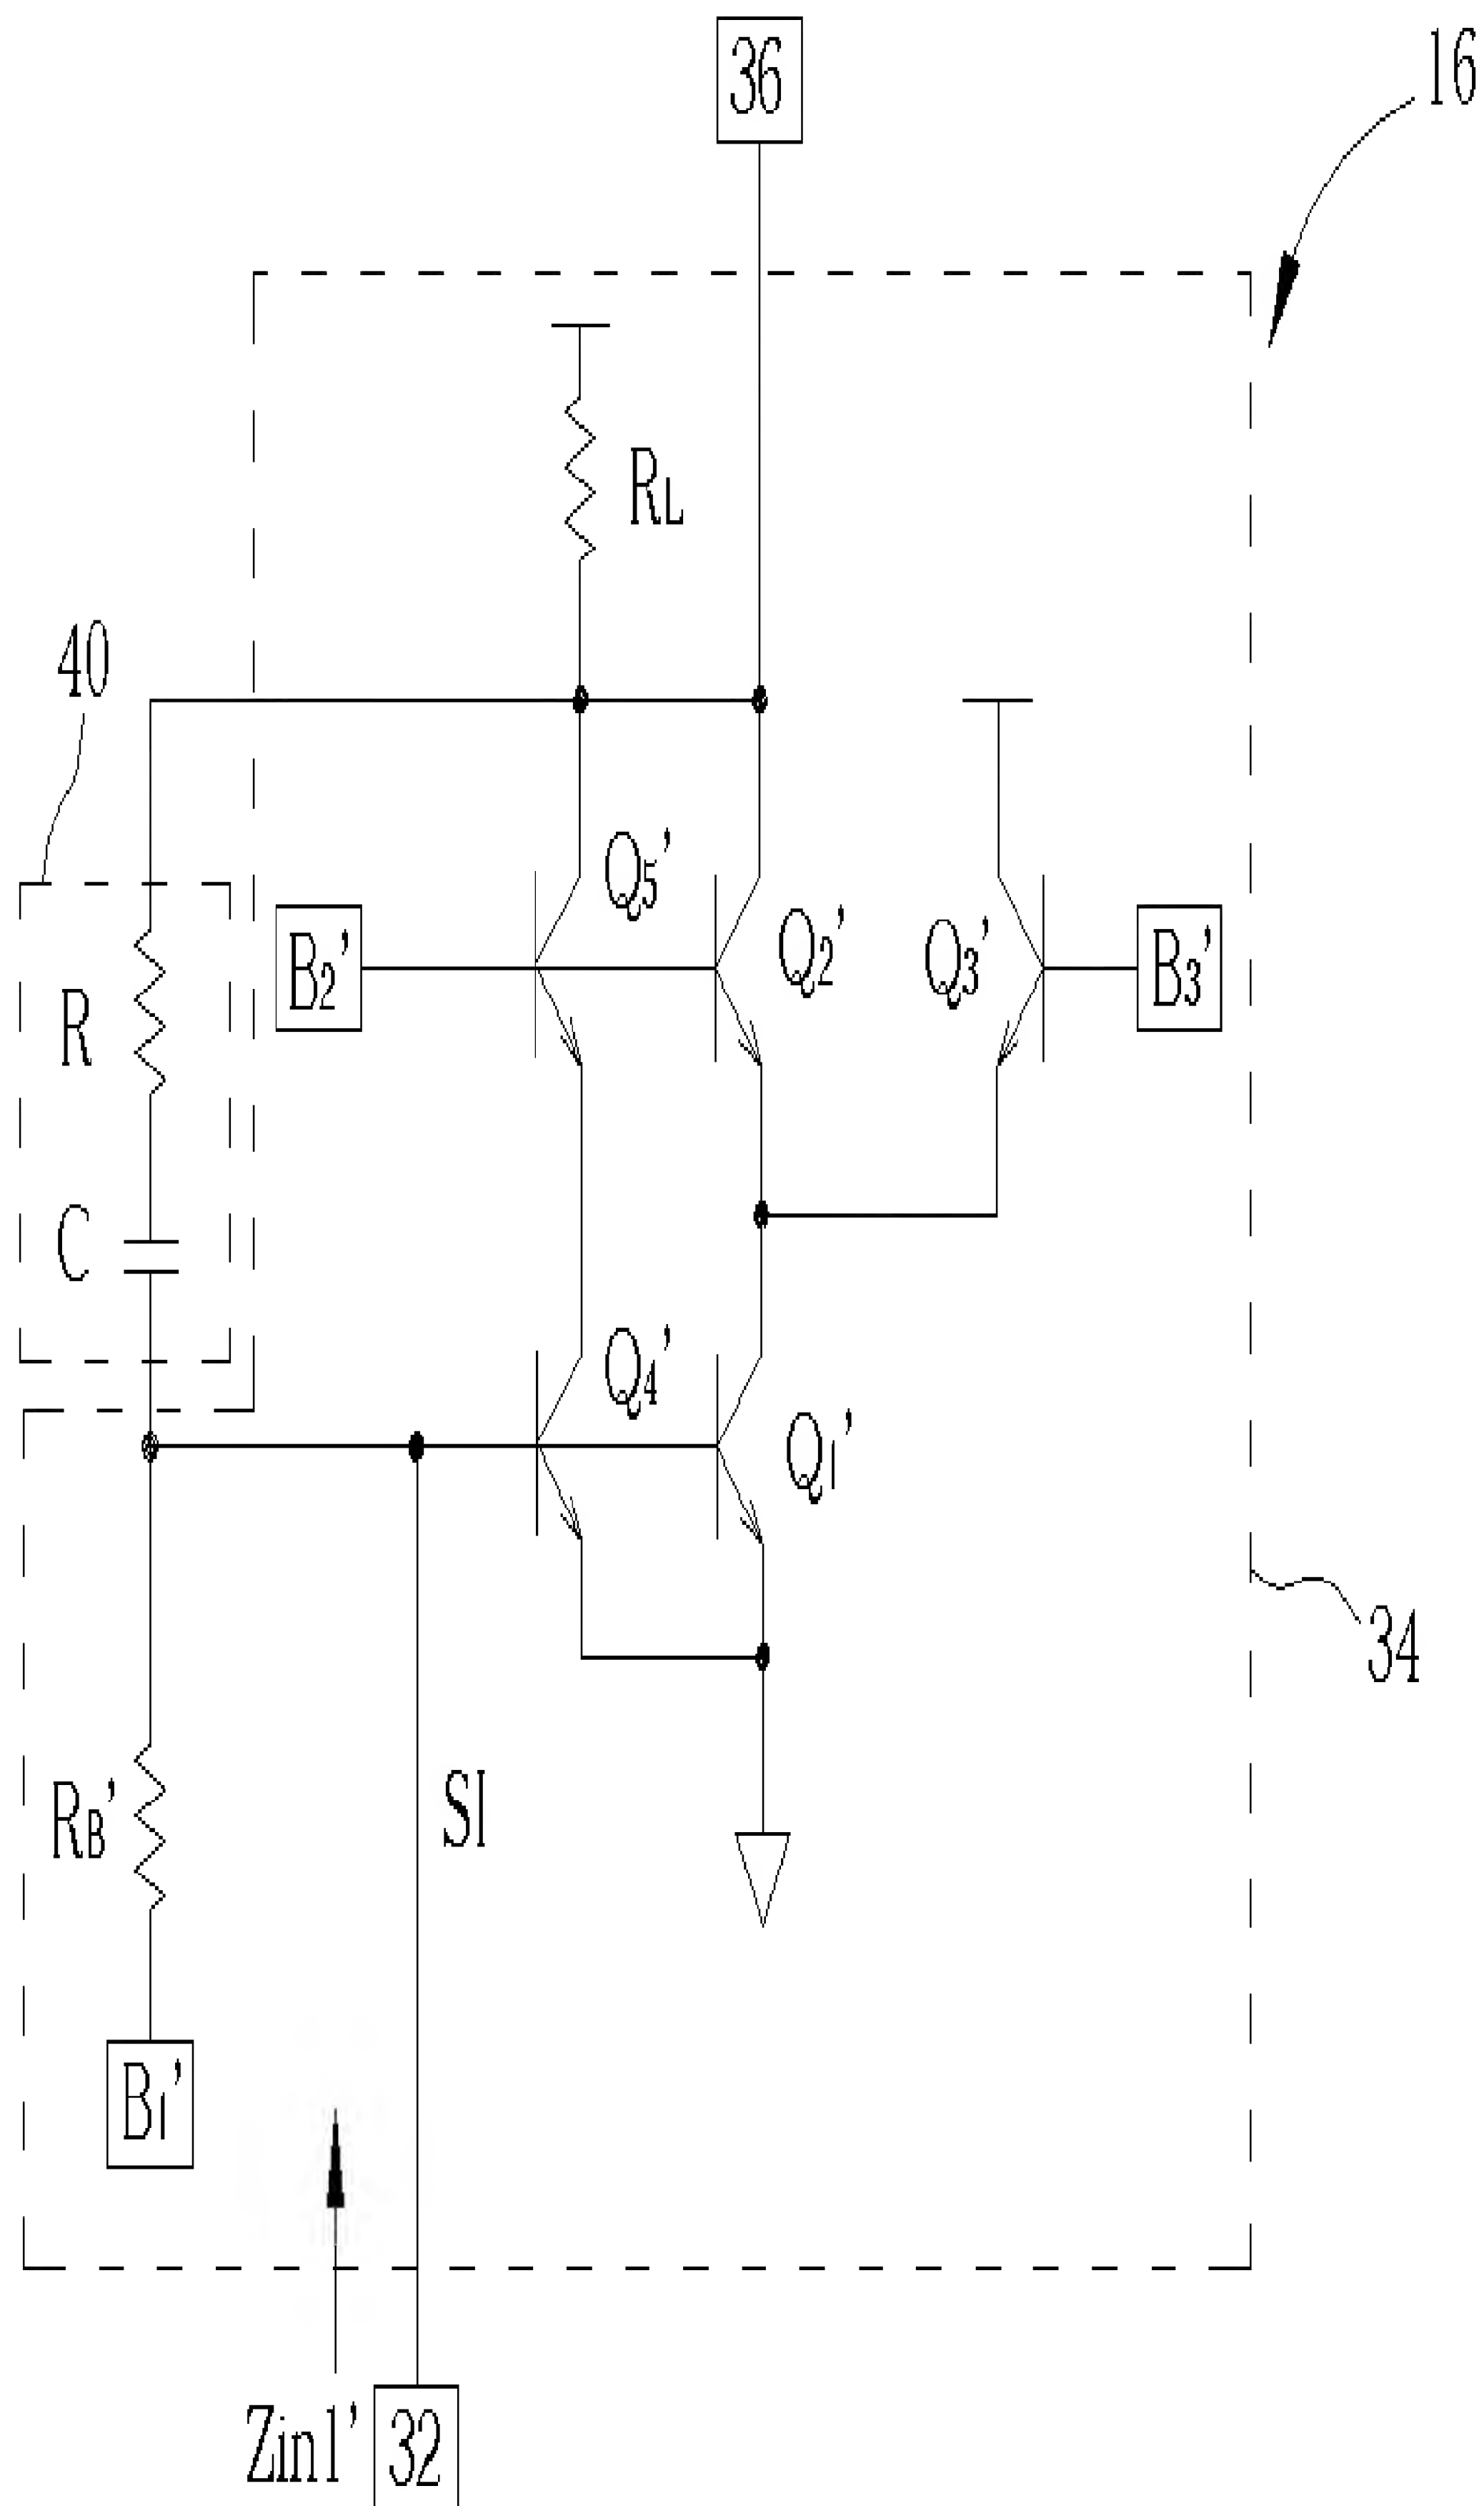 36
16
RL
40
Q5'
Q2'
Q3'
B2'
B3'
R
C
Q4'
Q1'
34
RB'
SI
B1'
Zin1'
32